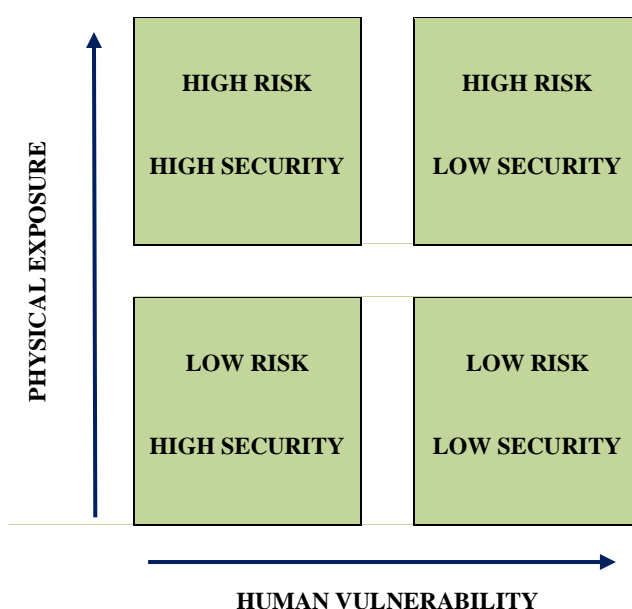 PHYSICAL EXPOSURE
HIGH RISK
HIGH SECURITY
HIGH RISK
LOW SECURITY
LOW RISK
HIGH SECURITY
LOW RISK
LOW SECURITY
HUMAN VULNERABILITY